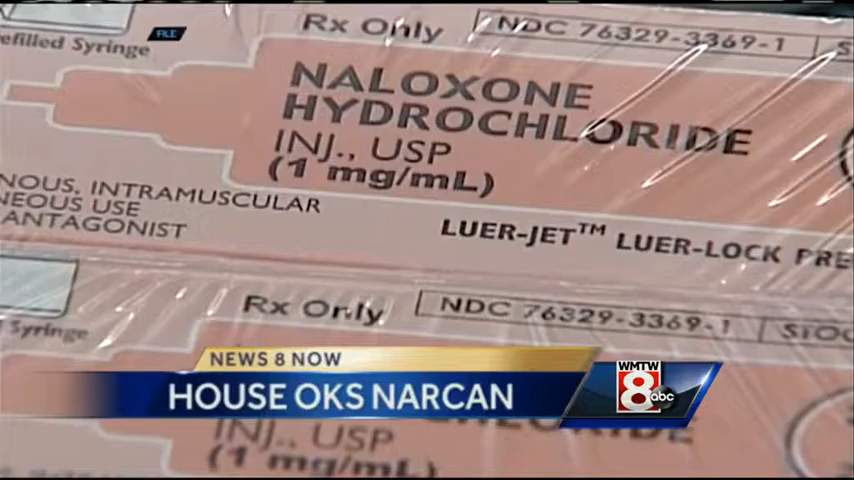 FILE
Rx Only
NDC 76329-3369-1
efilled Syringe
NALOXONE
HYDROCHLORIDE
INJ., USP
(1 mg/mL)
NOUS, INTRAMUSCULAR
NEOUS USE
ANTAGONIST
LUER-JET™ LUER-LOCK PRE
Rx Only
NDC 76329-3369-1
STOC
Syringe
NEWS 8 NOW
HOUSE OKS NARCAN
WMTW
8
abc
INJ., USP
(1 mg/mL)